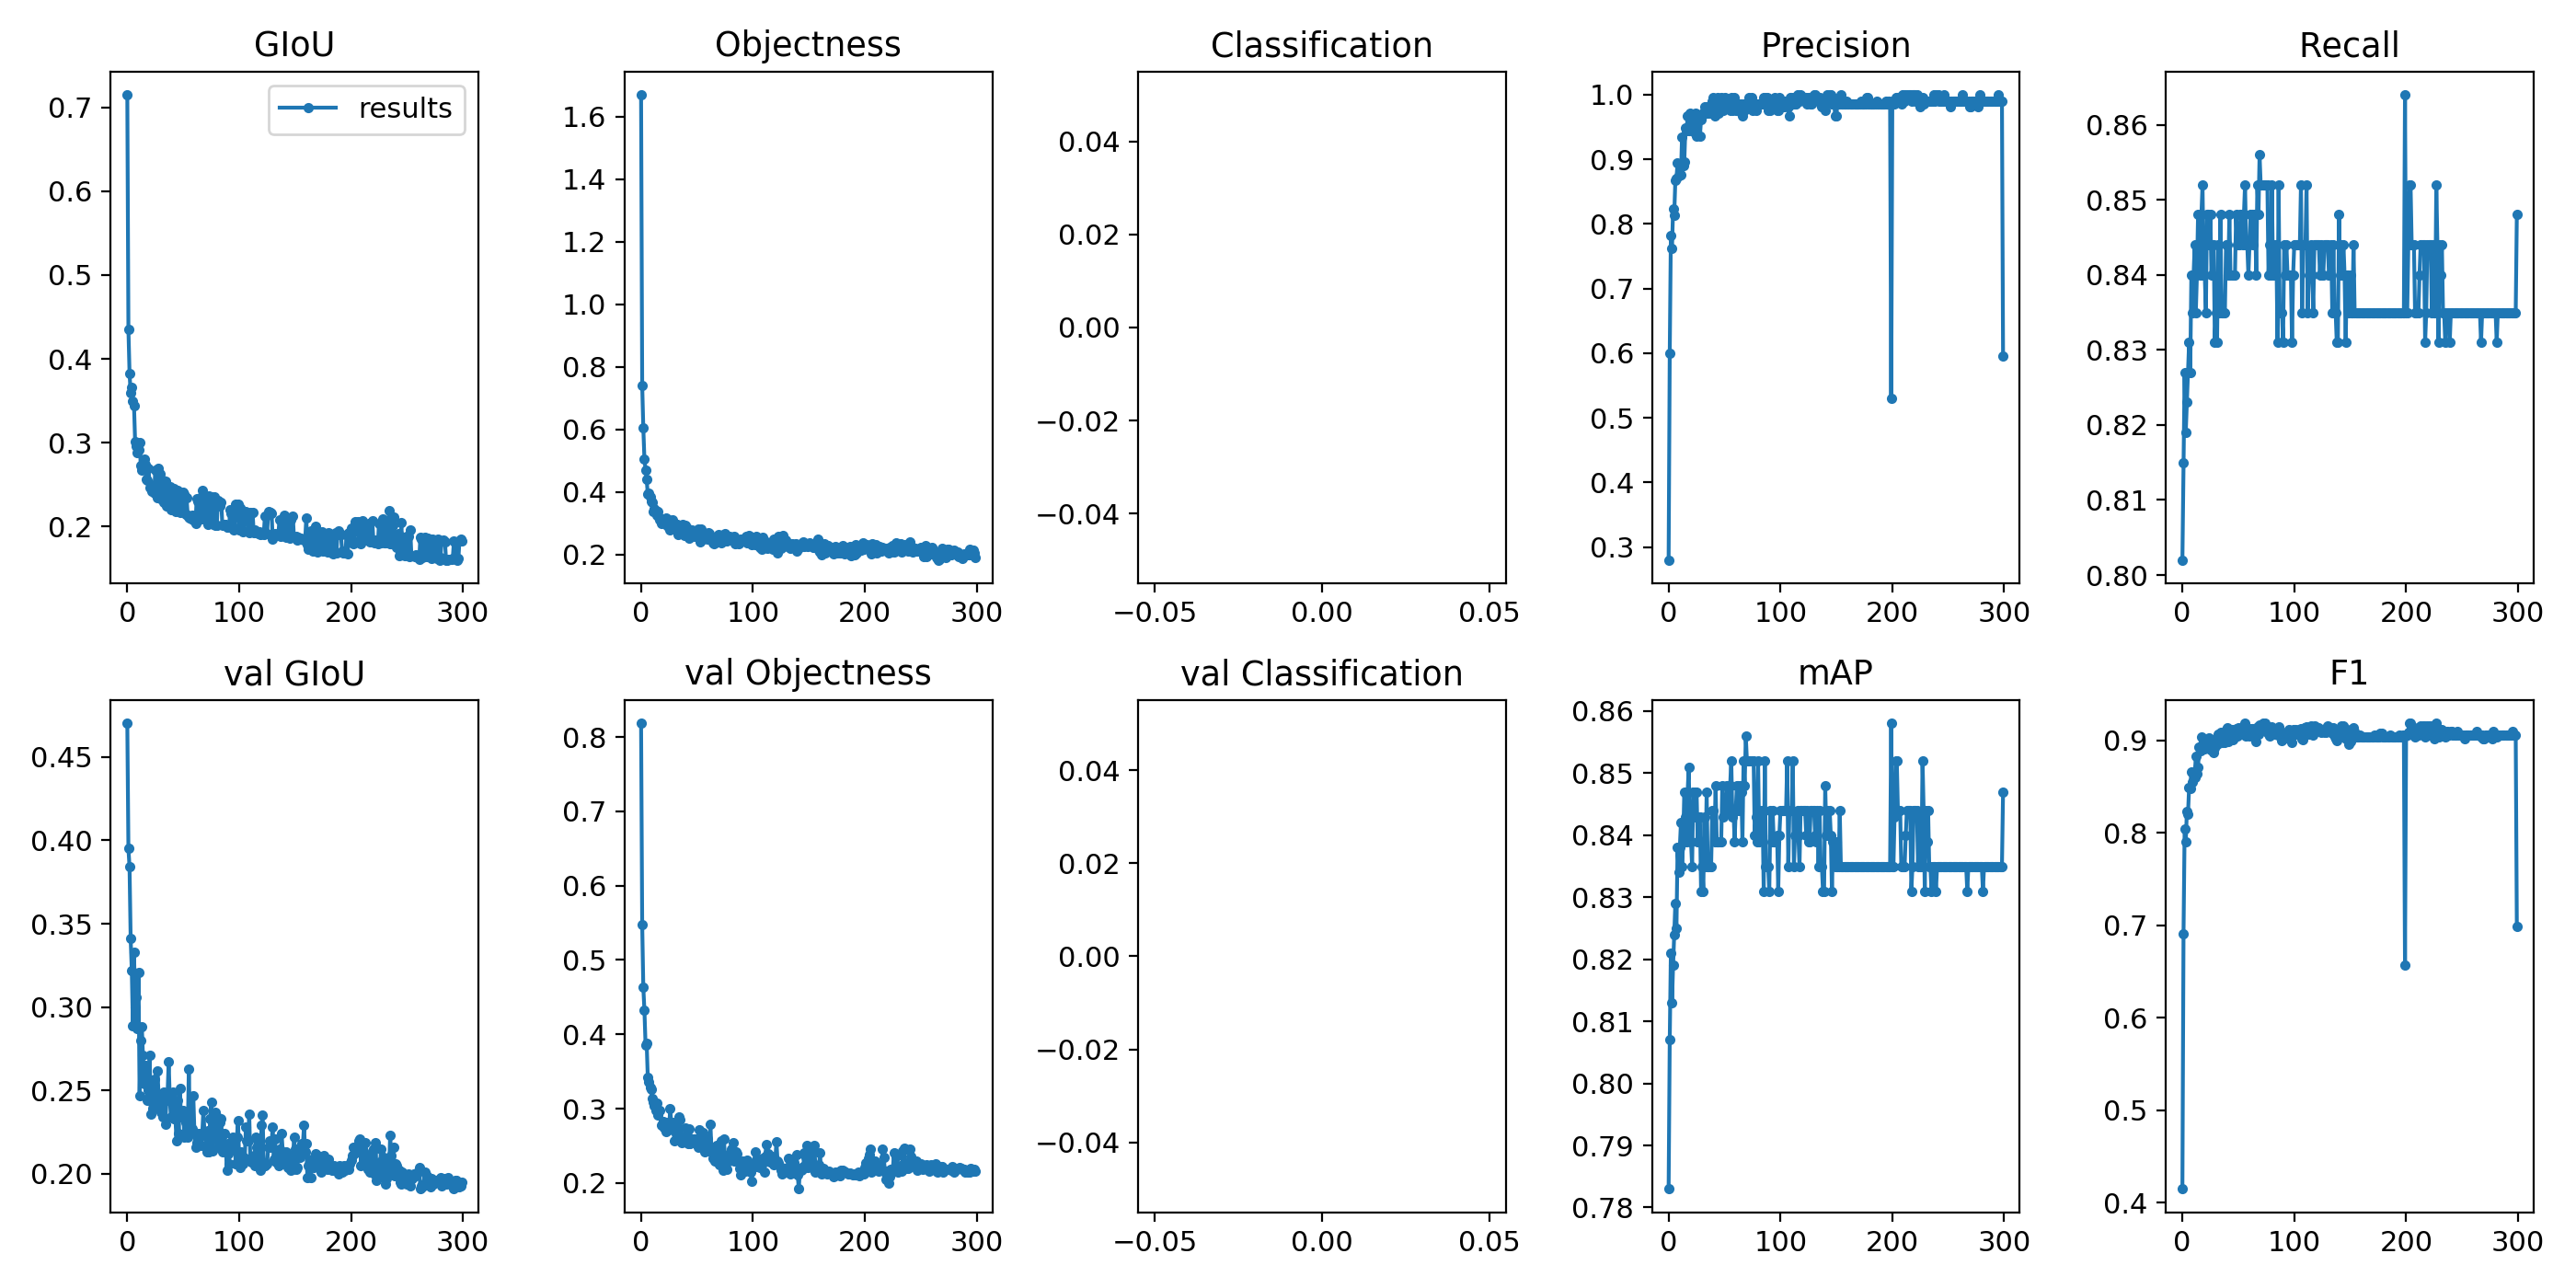 GIoU Objectness Classification Precision Recall
results
0.7 0.6 0.5 0.4 0.3 0.2
0 100 200 300
1.6 1.4 1.2 1.0 0.8 0.6 0.4 0.2
0 100 200 300
0.04 0.02 0.00 −0.02 −0.04
−0.05 0.00 0.05
1.0 0.9 0.8 0.7 0.6 0.5 0.4 0.3
0 100 200 300
0.86 0.85 0.84 0.83 0.82 0.81 0.80
0 100 200 300
val GIoU val Objectness val Classification mAP F1
0.45 0.40 0.35 0.30 0.25 0.20
0 100 200 300
0.8 0.7 0.6 0.5 0.4 0.3 0.2
0 100 200 300
0.04 0.02 0.00 −0.02 −0.04
−0.05 0.00 0.05
0.86 0.85 0.84 0.83 0.82 0.81 0.80 0.79 0.78
0 100 200 300
0.9 0.8 0.7 0.6 0.5 0.4
0 100 200 300